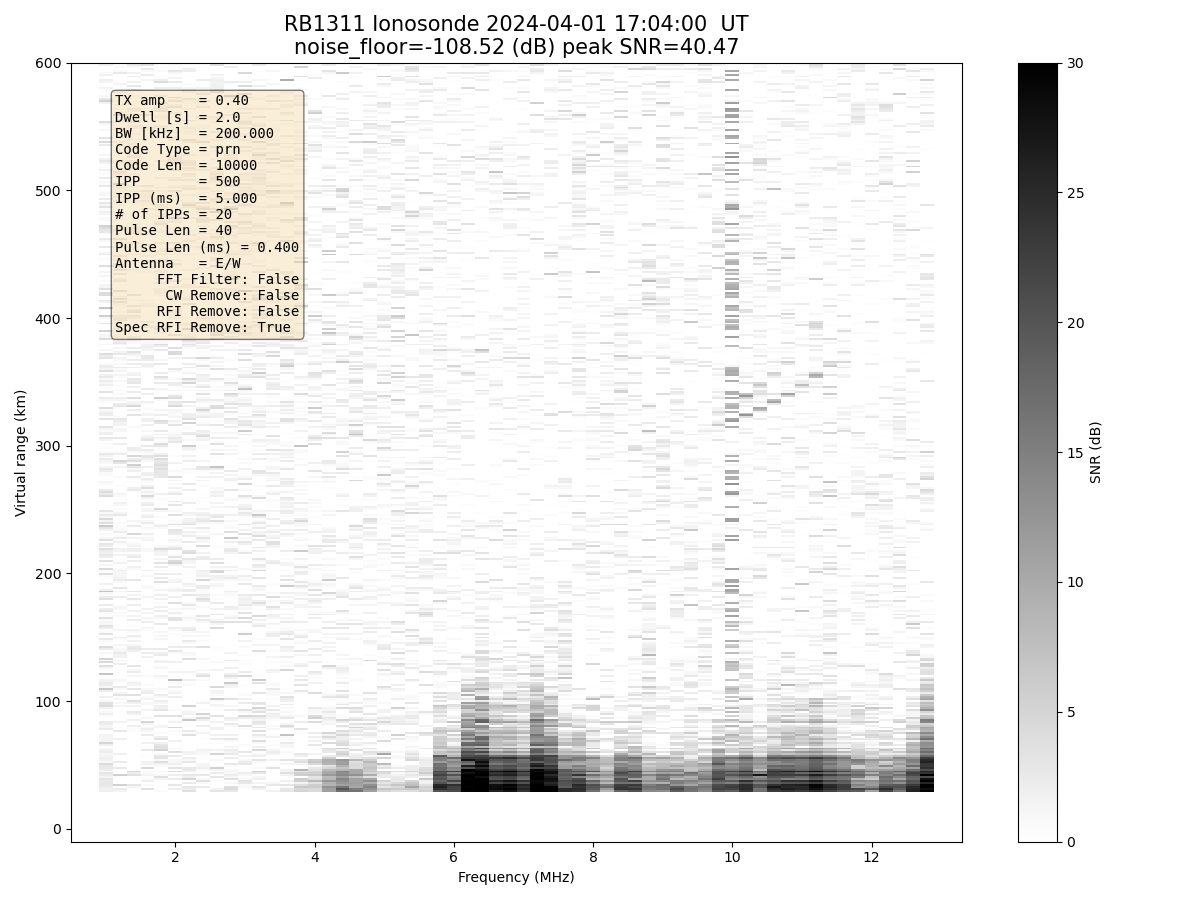 RB1311 Ionosonde 2024-04-01 17:04:00  UT
noise_floor=-108.52 (dB) peak SNR=40.47
TX amp    = 0.40
Dwell [s] = 2.0
BW [kHz]  = 200.000
Code Type = prn
Code Len  = 10000
IPP       = 500
IPP (ms)  = 5.000
# of IPPs = 20
Pulse Len = 40
Pulse Len (ms) = 0.400
Antenna   = E/W
FFT Filter: False
CW Remove: False
RFI Remove: False
Spec RFI Remove: True
Virtual range (km)
600
500
400
300
200
100
0
2 4 6 8 10 12
Frequency (MHz)
30
25
20
15
10
5
0
SNR (dB)